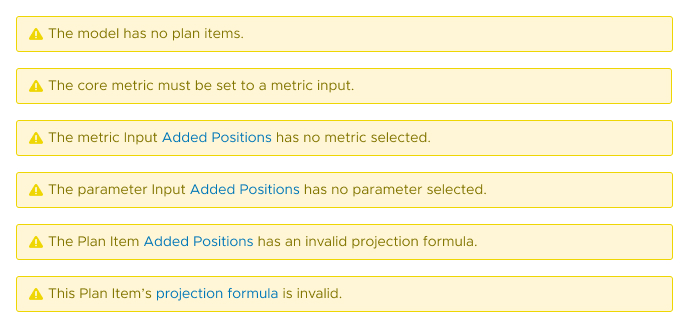 The model has no plan items.
The core metric must be set to a metric input.
The metric Input Added Positions has no metric selected.
The parameter Input Added Positions has no parameter selected.
The Plan Item Added Positions has an invalid projection formula.
This Plan Item’s projection formula is invalid.